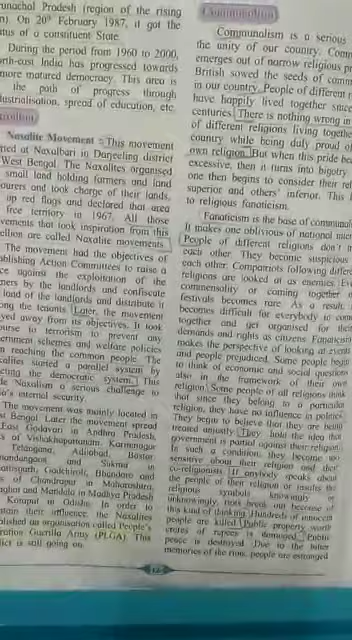 unachal Pradesh (region of the rising
n). On 20th February 1987, it got the
tus of a constituent State.
During the period from 1960 to 2000,
rth-east India has progressed towards
more matured democracy. This area is
the path of progress through
dustrialisation, spread of education, etc.
Naxalite Movement : This movement
rted at Naxalbari in Darjeeling district
West Bengal. The Naxalites organised
small land holding farmers and land
ourers and took charge of their lands,
up red flags and declared that area
free territory in 1967. All those
vements that took inspiration from this
ellion are called Naxalite movements.
The movement had the objectives of
ablishing Action Committees to raise a
ce against the exploitation of the
mers by the landlords and confiscate
land of the landlords and distribute it
ong the tenants. Later, the movement
yed away from its objectives. It took
ourse to terrorism to prevent any
ernment schemes and welfare policies
n reaching the common people. The
xalites started a parallel system by
cting the democratic system. This
de Naxalism a serious challenge to
a's internal security.
The movement was mainly located in
st Bengal. Later the movement spread
East Godavari in Andhra Pradesh,
s of Vishakhapattanam, Karimnagar
Telangana, Adilabad, Bastar
and Sukma in
Gadchiroli, Bhandara and
s of Chandrapur in Maharashtra,
aghat and Mandala in Madhya Pradesh
Koraput in Odisha. In order to
ntain their influence, the Naxalites
blished an organisation called People's
ration Guerrilla Army (PLGA). This
lict is still going on.
Communalism
Communalism is a serious
the unity of our country. Comm
emerges out of narrow religious pr
British sowed the seeds of comm
in our country. People of different r
have happily lived together since
centuries. There is nothing wrong in
of different religions living togethe
country while being duly proud of
own religion. But when this pride be
excessive, then it turns into bigotry
one then begins to consider their rel
superior and others' inferior. This l
to religious fanaticism.
Fanaticism is the base of communa
It makes one oblivious of national inter
People of different religions don't
each other. They become suspicious
each other. Compatriots following differe
religions are looked at as enemies. Eve
commensality or coming together
festivals becomes rare. As a result,
becomes difficult for everybody to com
together and get organised for thei
demands and rights as citizens. Fanaticism
makes the perspective of looking at events
and people prejudiced. Some people begin
to think of economic and social questions
also in the framework of their own
religion. Some people of all religions think
that since they belong to a particular
religion, they have no influence in politics.
They begin to believe that they are being
treated unjustly. They hold the idea that
government is partial against their religion.
In such a condition, they become so
sensitive about their religion and their
co-religionists. If anybody speaks about
the people of their religion or insults the
religious symbols knowingly or
unknowingly, riots break out because of
this kind of thinking. Hundreds of innocent
people are killed. Public property worth
crores of rupees is damaged. Public
peace is destroyed. Due to the bitter
memories of the riots, people are estranged